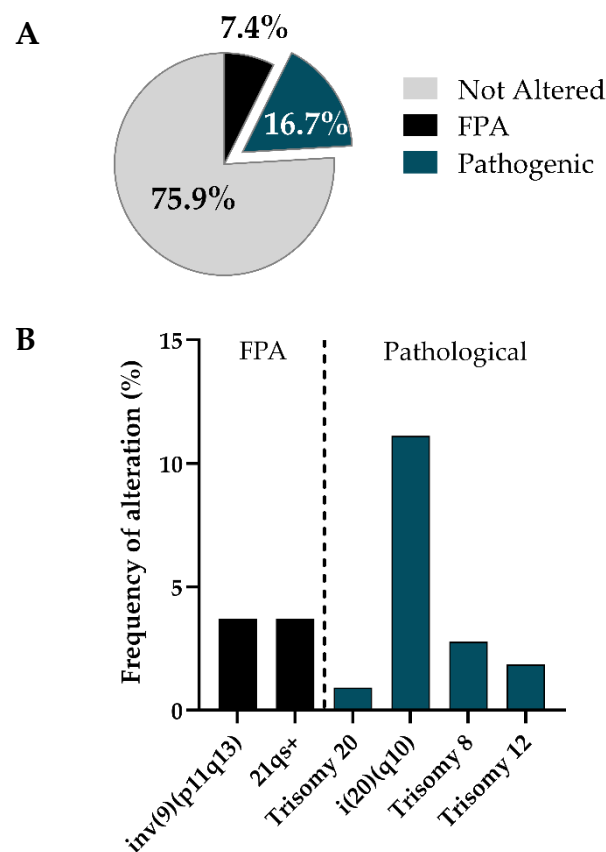 A
7.4%
16.7%
75.9%
Not Altered
FPA
Pathogenic
B
Frequency of alteration (%)
15
10
5
0
FPA
Pathological
inv(9)(p11q13)
21qs+
Trisomy 20
i(20)(q10)
Trisomy 8
Trisomy 12